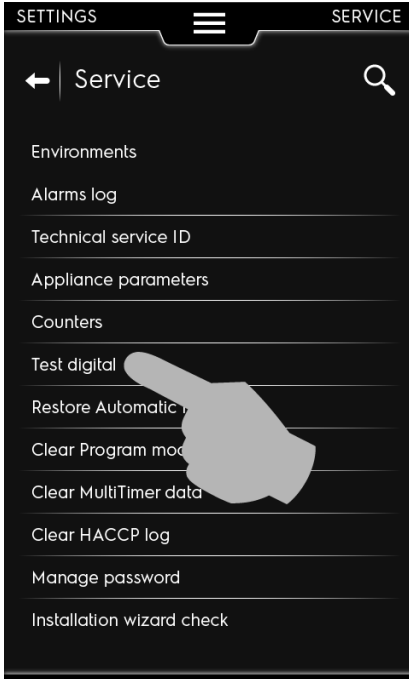 SETTINGS SERVICE
Service
Environments
Alarms log
Technical service ID
Appliance parameters
Counters
Test digital
Restore Automatic
Clear Program
Clear MultiTimer data
Clear HACCP log
Manage password
Installation wizard check